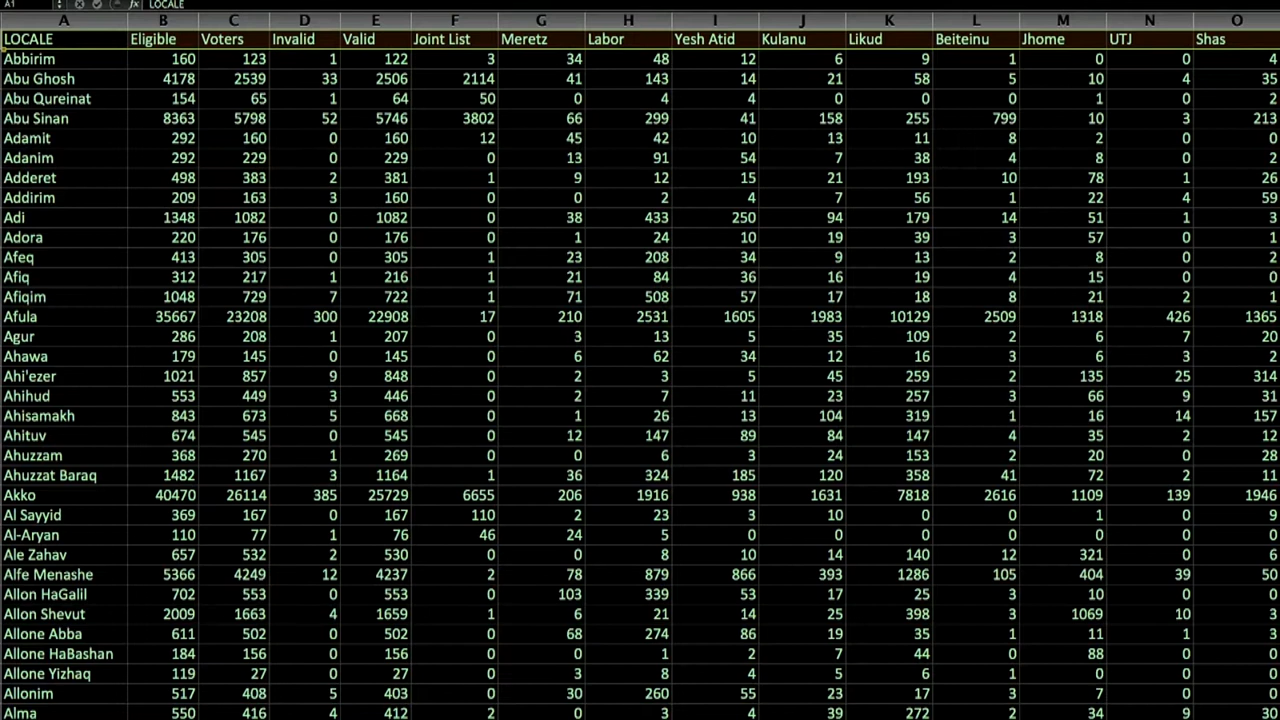 A1 fx LOCALE
A B C D E F G H I J K L M N O
LOCALE Eligible Voters Invalid Valid Joint List Meretz Labor Yesh Atid Kulanu Likud Beiteinu Jhome UTJ Shas
Abbirim 160 123 1 122 3 34 48 12 6 9 1 0 0 4
Abu Ghosh 4178 2539 33 2506 2114 41 143 14 21 58 5 10 4 35
Abu Qureinat 154 65 1 64 50 0 4 4 0 0 0 1 0 2
Abu Sinan 8363 5798 52 5746 3802 66 299 41 158 255 799 10 3 213
Adamit 292 160 0 160 12 45 42 10 13 11 8 2 0 0
Adanim 292 229 0 229 0 13 91 54 7 38 4 8 0 2
Adderet 498 383 2 381 1 9 12 15 21 193 10 78 1 26
Addirim 209 163 3 160 0 0 2 4 7 56 1 22 4 59
Adi 1348 1082 0 1082 0 38 433 250 94 179 14 51 1 3
Adora 220 176 0 176 0 1 24 10 19 39 3 57 0 1
Afeq 413 305 0 305 1 23 208 34 9 13 2 8 0 2
Afiq 312 217 1 216 1 21 84 36 16 19 4 15 0 0
Afiqim 1048 729 7 722 1 71 508 57 17 18 8 21 2 1
Afula 35667 23208 300 22908 17 210 2531 1605 1983 10129 2509 1318 426 1365
Agur 286 208 1 207 0 3 13 5 35 109 2 6 7 20
Ahawa 179 145 0 145 0 6 62 34 12 16 3 6 3 2
Ahi'ezer 1021 857 9 848 0 2 3 5 45 259 2 135 25 314
Ahihud 553 449 3 446 0 2 7 11 23 257 3 66 9 31
Ahisamakh 843 673 5 668 0 1 26 13 104 319 1 16 14 157
Ahituv 674 545 0 545 0 12 147 89 84 147 4 35 2 12
Ahuzzam 368 270 1 269 0 0 6 3 24 153 2 20 0 28
Ahuzzat Baraq 1482 1167 3 1164 1 36 324 185 120 358 41 72 2 11
Akko 40470 26114 385 25729 6655 206 1916 938 1631 7818 2616 1109 139 1946
Al Sayyid 369 167 0 167 110 2 23 3 10 0 0 1 0 9
Al-Aryan 110 77 1 76 46 24 5 0 0 0 0 0 0 0
Ale Zahav 657 532 2 530 0 0 8 10 14 140 12 321 0 6
Alfe Menashe 5366 4249 12 4237 2 78 879 866 393 1286 105 404 39 50
Allon HaGalil 702 553 0 553 0 103 339 53 17 25 3 10 0 0
Allon Shevut 2009 1663 4 1659 1 6 21 14 25 398 3 1069 10 3
Allone Abba 611 502 0 502 0 68 274 86 19 35 1 11 1 3
Allone HaBashan 184 156 0 156 0 0 1 2 7 44 0 88 0 0
Allone Yizhaq 119 27 0 27 0 3 8 4 5 6 1 0 0 0
Allonim 517 408 5 403 0 30 260 55 23 17 3 7 0 0
Alma 550 416 4 412 2 0 3 4 39 272 2 34 9 30